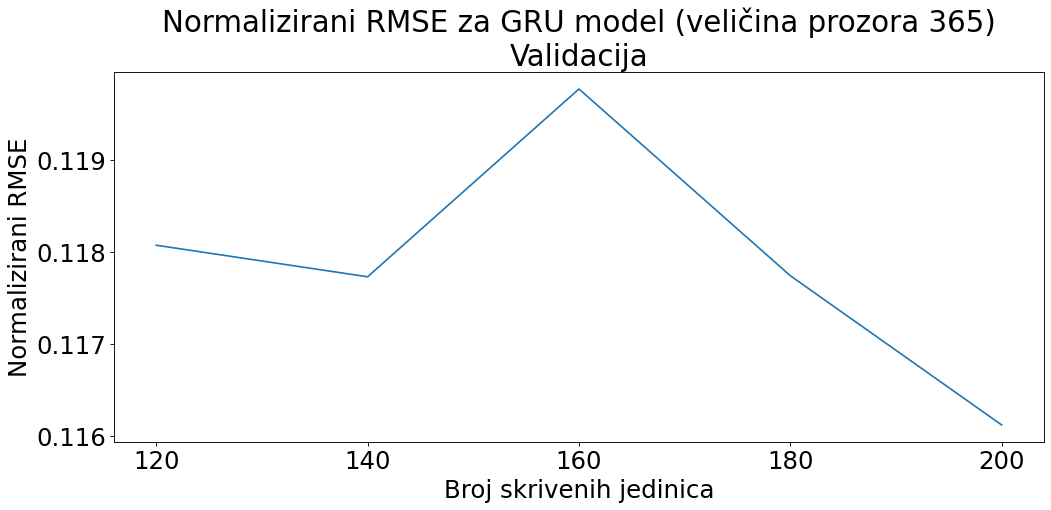 Normalizirani RMSE za GRU model (veličina prozora 365)
Validacija
Normalizirani RMSE
0.119
0.118
0.117
0.116
120 140 160 180 200
Broj skrivenih jedinica